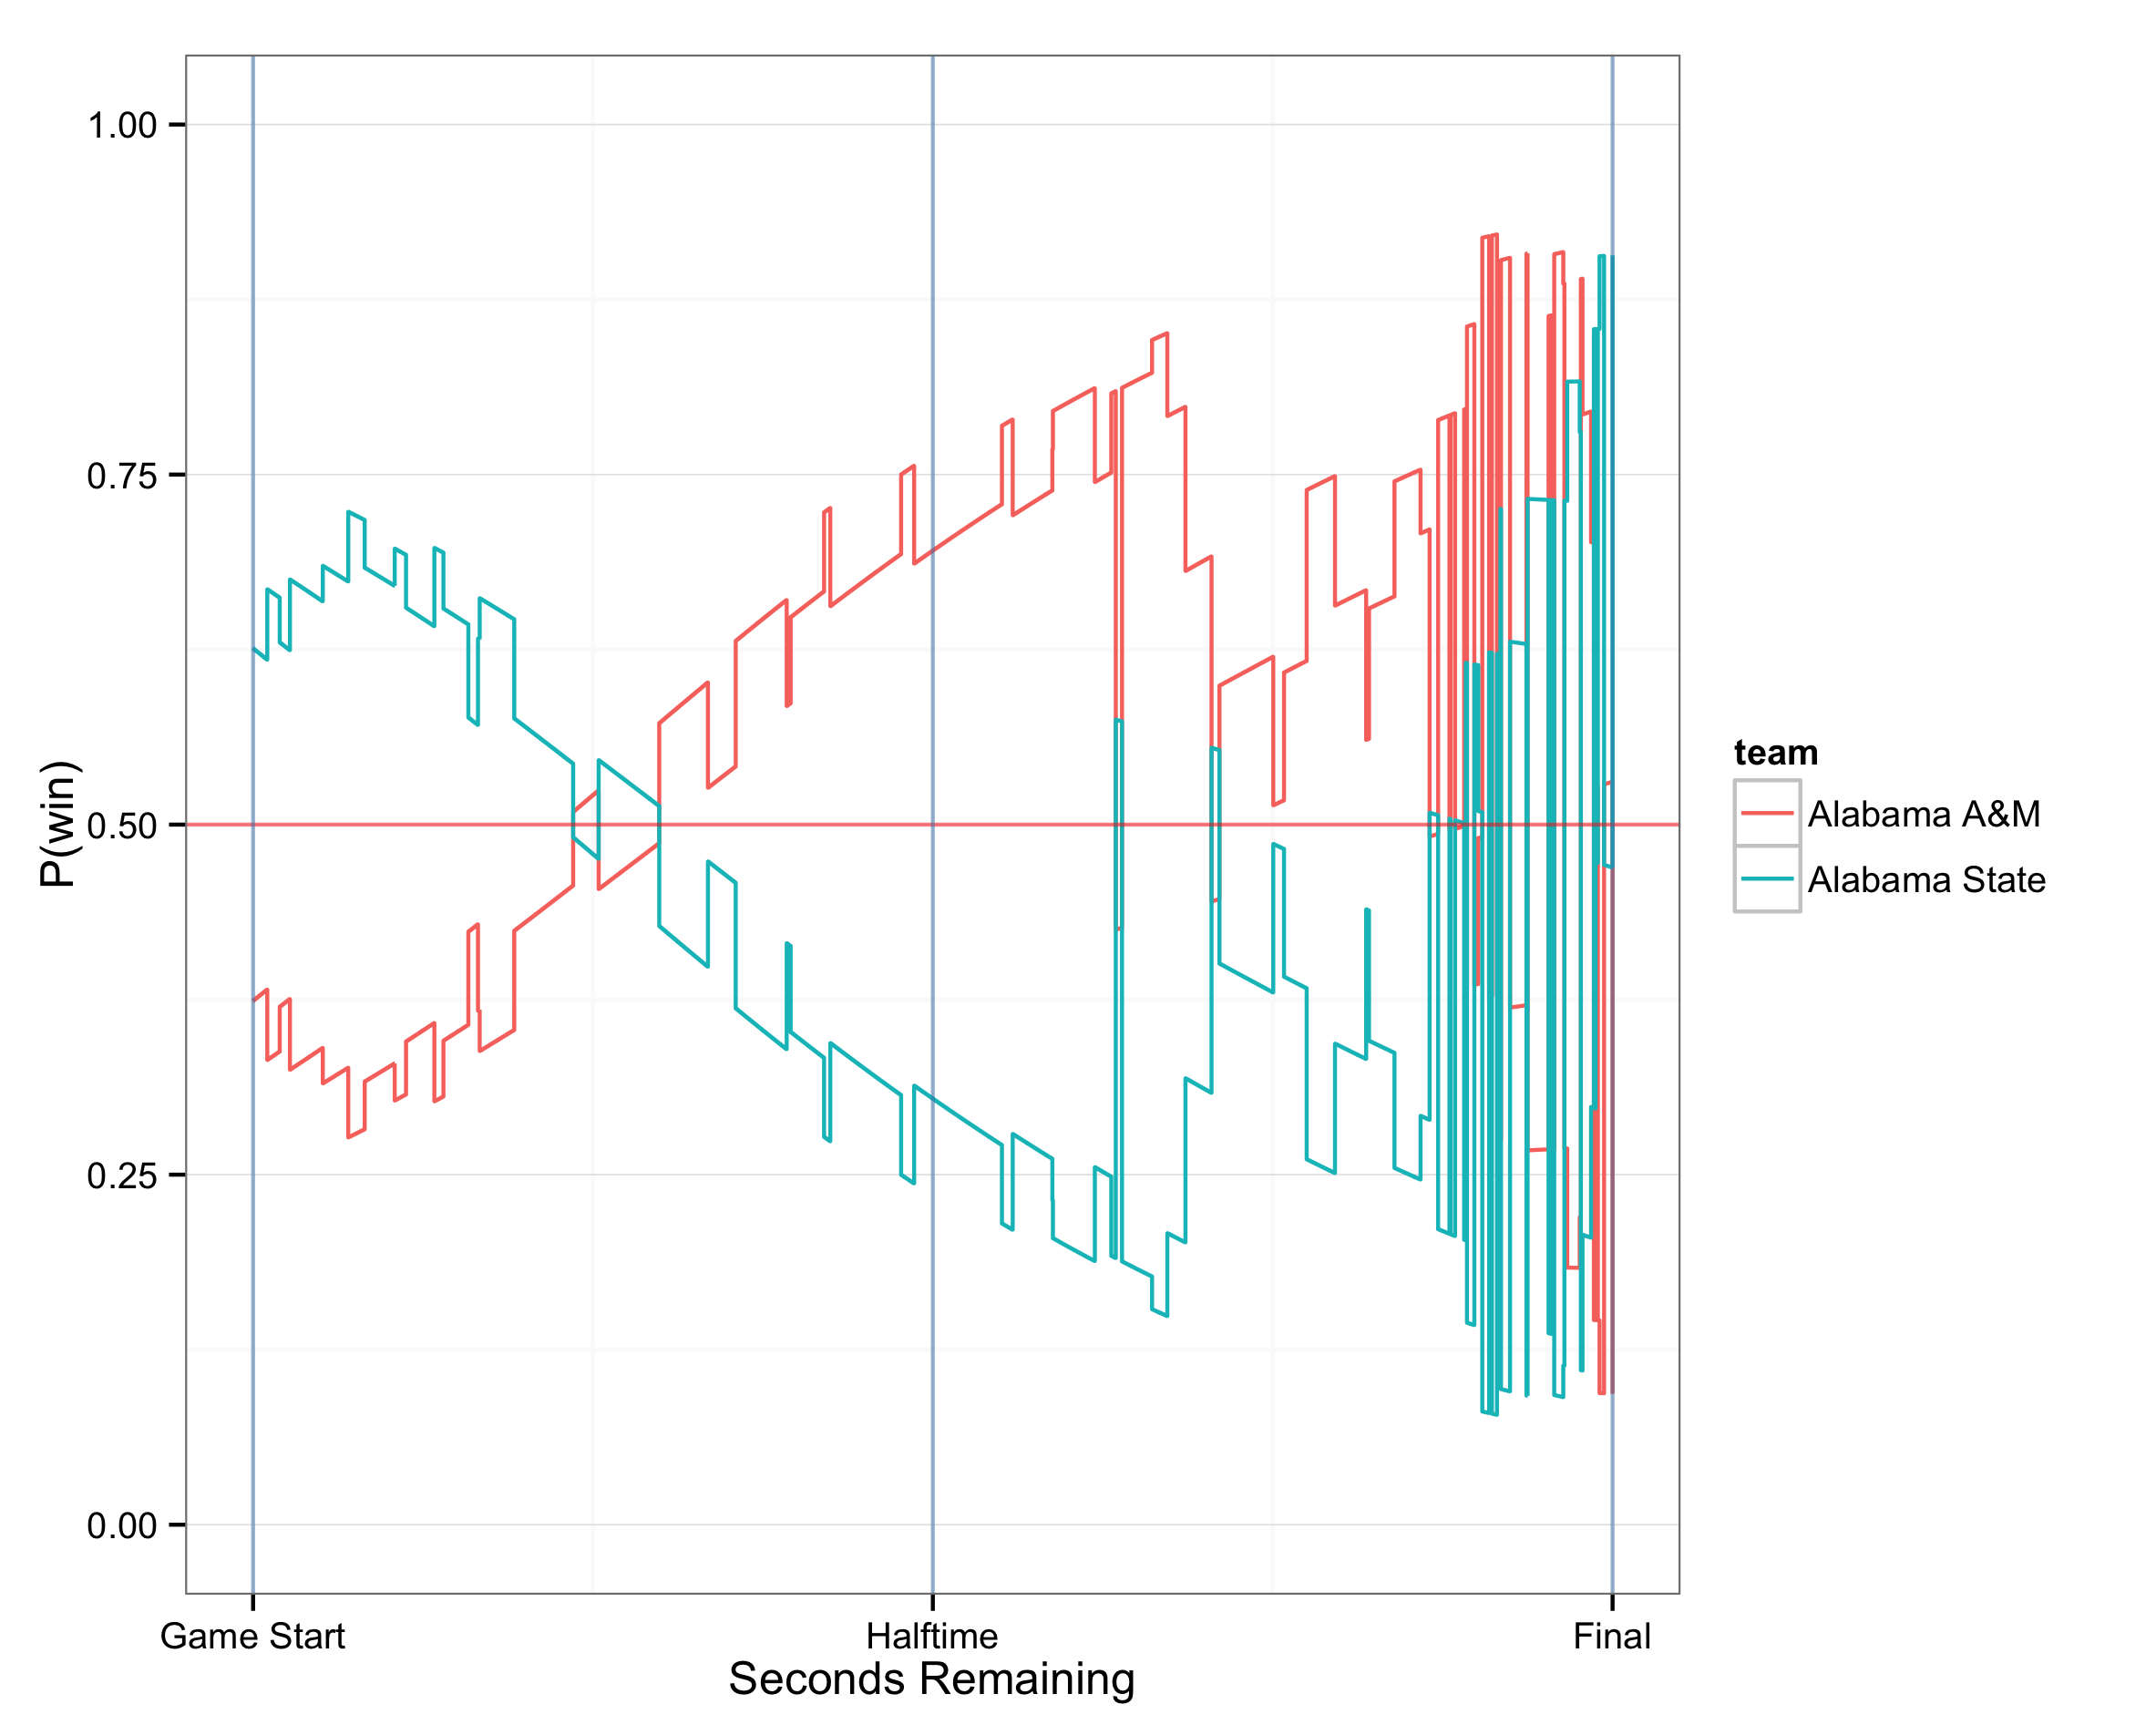 1.00
0.75
0.50
0.25
0.00
P(win)
Game Start
Halftime
Final
Seconds Remaining
team
Alabama A&M
Alabama State